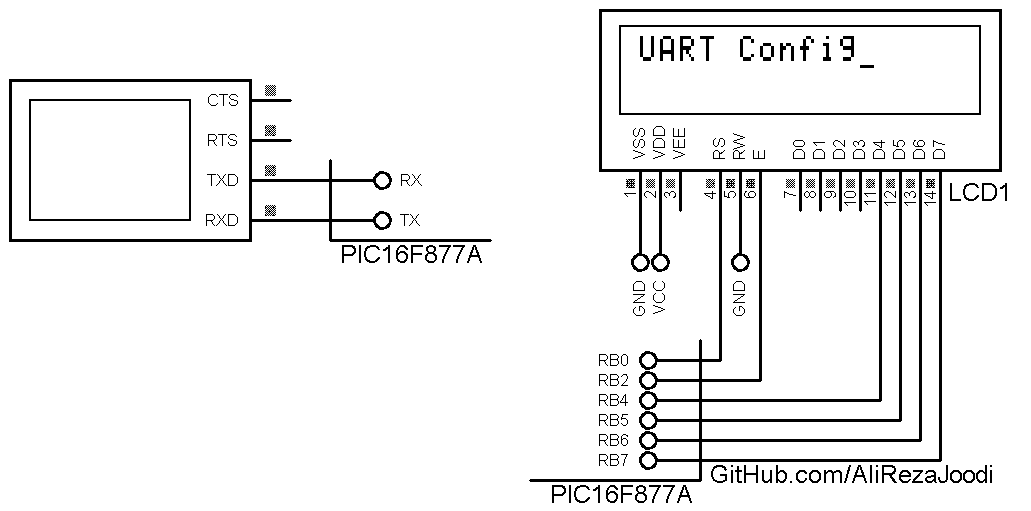 UART Config_
CTS
RTS
TXD
RXD
RX
TX
PIC16F877A
VSS
VDD
VEE
RS
RW
E
D0
D1
D2
D3
D4
D5
D6
D7
1
2
3
4
5
6
7
8
9
10
11
12
13
14
LCD1
GND
VCC
GND
RB0
RB2
RB4
RB5
RB6
RB7
GitHub.com/AliRezaJoodi
PIC16F877A